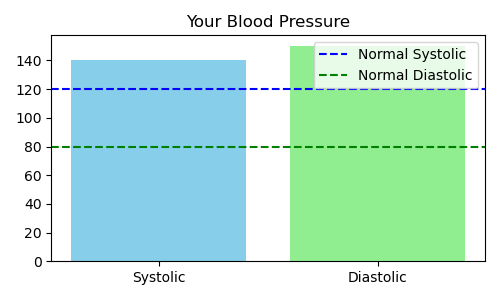 Your Blood Pressure
Normal Systolic
Normal Diastolic
140
120
100
80
60
40
20
0
Systolic Diastolic